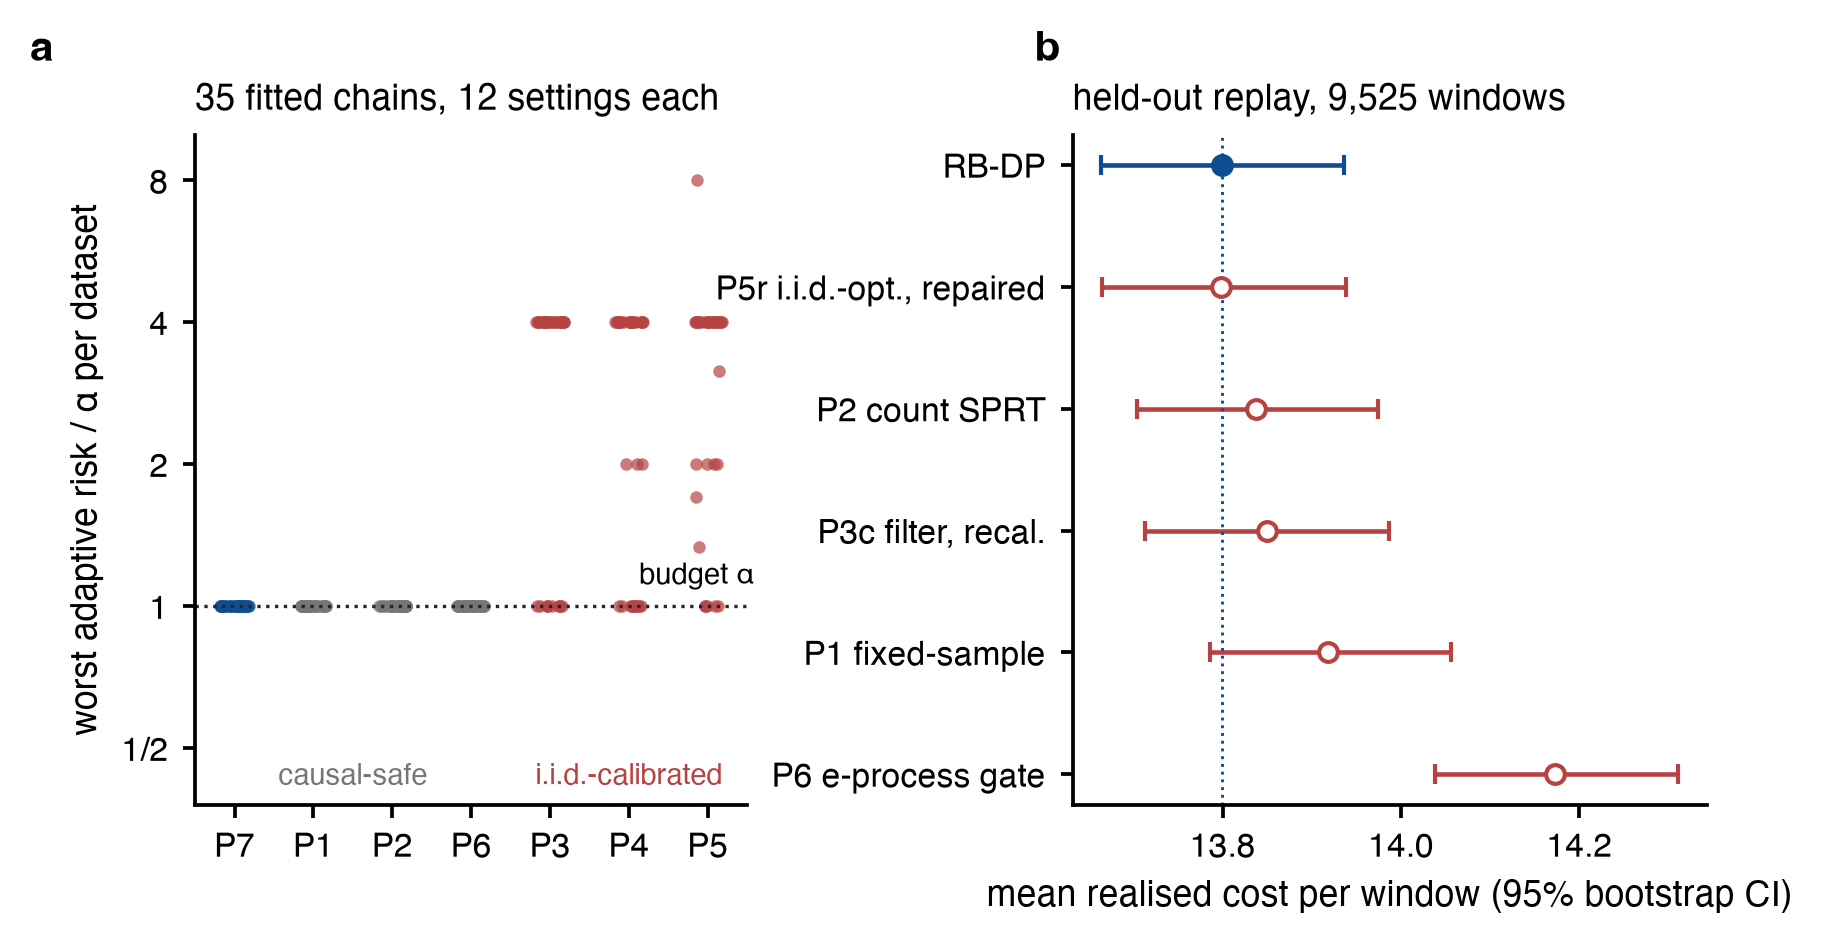 a
35 fitted chains, 12 settings each
worst adaptive risk / α per dataset
8
4
2
1
1/2
budget α
causal-safe
i.i.d.-calibrated
P7 P1 P2 P6 P3 P4 P5
b
held-out replay, 9,525 windows
RB-DP
P5r i.i.d.-opt., repaired
P2 count SPRT
P3c filter, recal.
P1 fixed-sample
P6 e-process gate
13.8 14.0 14.2
mean realised cost per window (95% bootstrap CI)